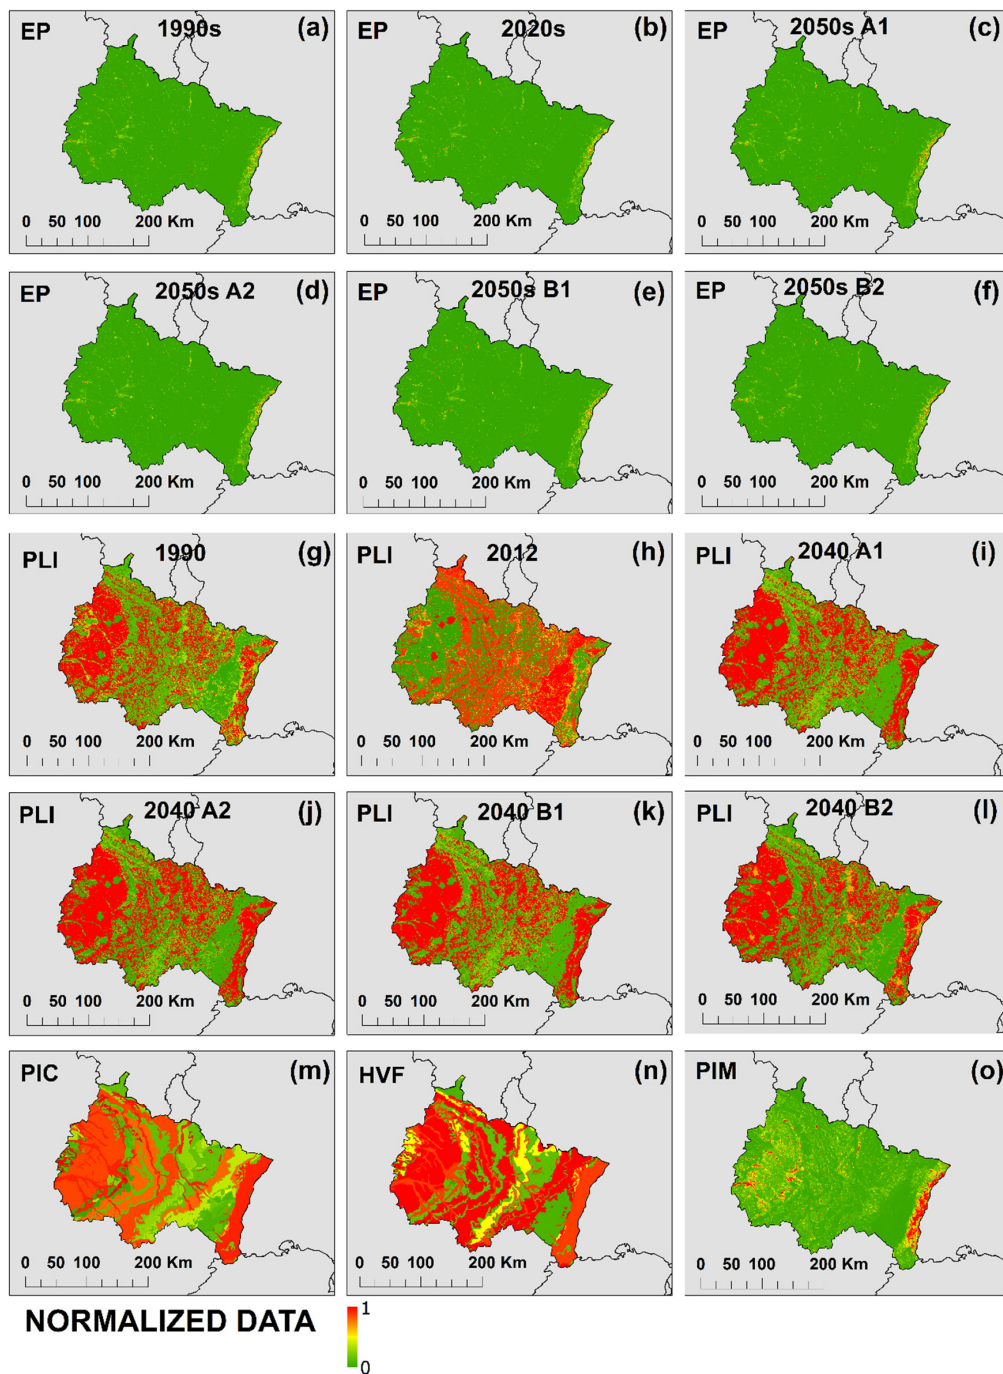 EP 1990s (a)
0 50 100 200 Km
EP 2020s (b)
0 50 100 200 Km
EP 2050s A1 (c)
0 50 100 200 Km
EP 2050s A2 (d)
0 50 100 200 Km
EP 2050s B1 (e)
0 50 100 200 Km
EP 2050s B2 (f)
0 50 100 200 Km
PLI 1990 (g)
0 50 100 200 Km
PLI 2012 (h)
0 50 100 200 Km
PLI 2040 A1 (i)
0 50 100 200 Km
PLI 2040 A2 (j)
0 50 100 200 Km
PLI 2040 B1 (k)
0 50 100 200 Km
PLI 2040 B2 (l)
0 50 100 200 Km
PIC (m)
0 50 100 200 Km
HVF (n)
0 50 100 200 Km
PIM (o)
0 50 100 200 Km
NORMALIZED DATA
1
0